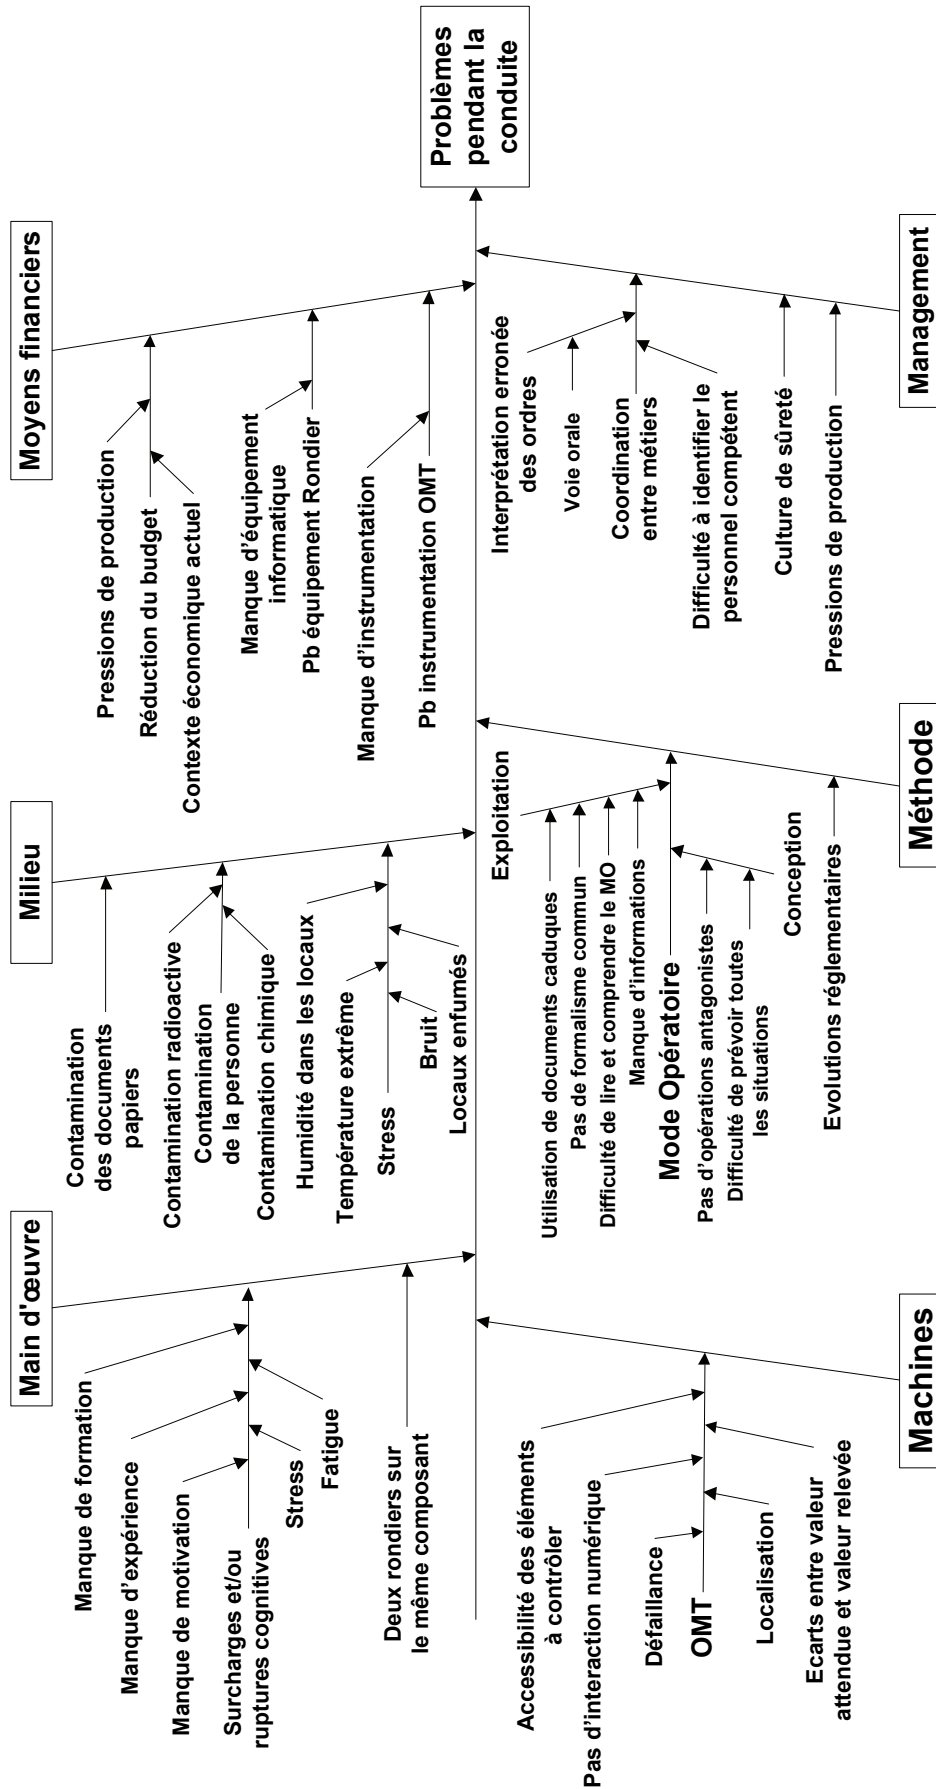 Main d'œuvre
Manque de formation
Manque d'expérience
Manque de motivation
Surcharges et/ou
ruptures cognitives
Stress
Fatigue
Deux rondiers sur
le même composant
Milieu
Contamination
des documents
papiers
Contamination radioactive
Contamination
de la personne
Contamination chimique
Humidité dans les locaux
Température extrême
Stress
Bruit
Locaux enfumés
Moyens financiers
Pressions de production
Réduction du budget
Contexte économique actuel
Manque d'équipement
informatique
Pb équipement Rondier
Manque d'instrumentation
Pb instrumentation OMT
Problèmes
pendant la
conduite
Accessibilité des éléments
à contrôler
Pas d'interaction numérique
Défaillance
OMT
Localisation
Ecarts entre valeur
attendue et valeur relevée
Machines
Exploitation
Utilisation de documents caduques
Pas de formalisme commun
Difficulté de lire et comprendre le MO
Manque d'informations
Mode Opératoire
Pas d'opérations antagonistes
Difficulté de prévoir toutes
les situations
Conception
Evolutions réglementaires
Méthode
Interprétation erronée
des ordres
Voie orale
Coordination
entre métiers
Difficulté à identifier le
personnel compétent
Culture de sûreté
Pressions de production
Management